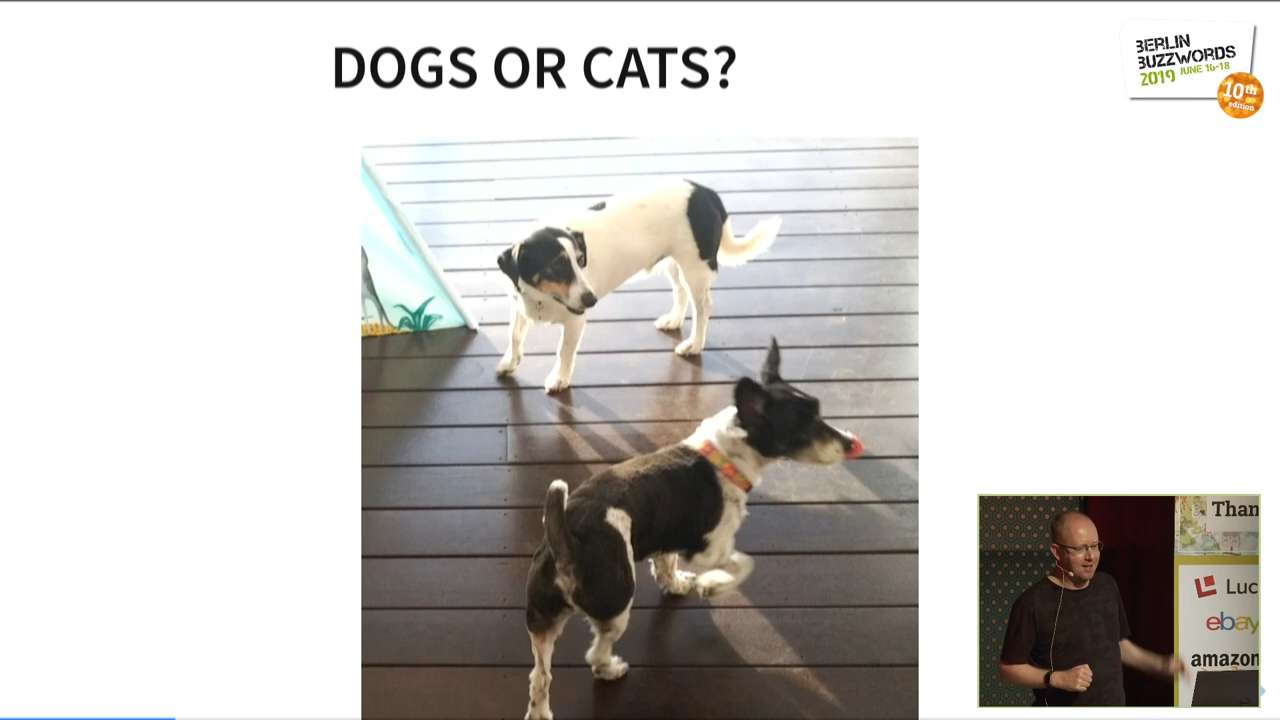 DOGS OR CATS?
BERLIN
BUZZWORDS
2019 JUNE 16-18
10th
edition
Than
Luc
ebay
amazon